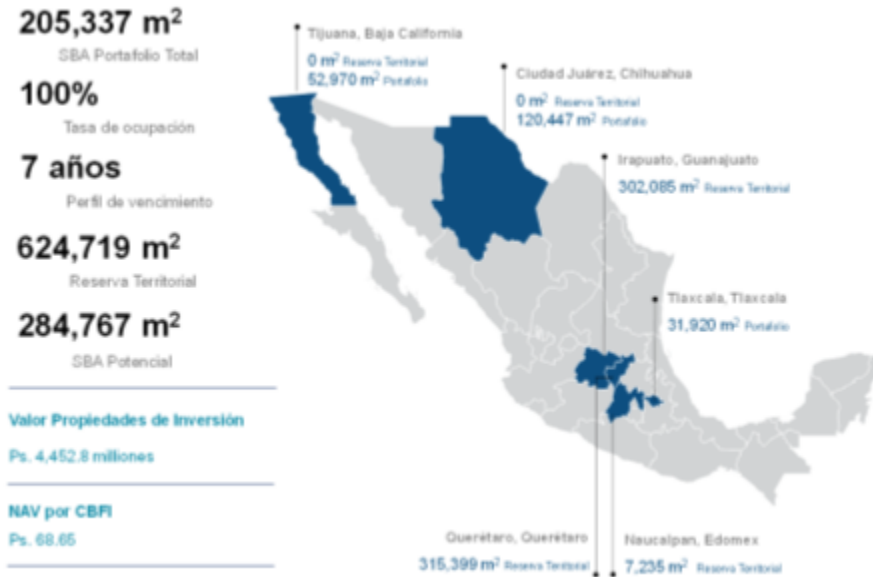 205,337 m²
SBA Portafolio Total
100%
Tasa de ocupación
7 años
Perfil de vencimiento
624,719 m²
Reserva Territorial
284,767 m²
SBA Potencial
Valor Propiedades de Inversión
Ps. 4,452.8 milliones
NAV por CBFI
Ps. 68.65
Tijuana, Baja California
0 m² Reserva Territorial
52,970 m² Portafolio
Ciudad Juárez, Chihuahua
0 m² Reserva Territorial
120,447 m² Portafolio
Irapuato, Guanajuato
302,085 m² Reserva Territorial
Tlaxcala, Tlaxcala
31,920 m² Portafolio
Querétaro, Querétaro
315,399 m² Reserva Territorial
Naucalpan, Edomex
7,235 m² Reserva Territorial